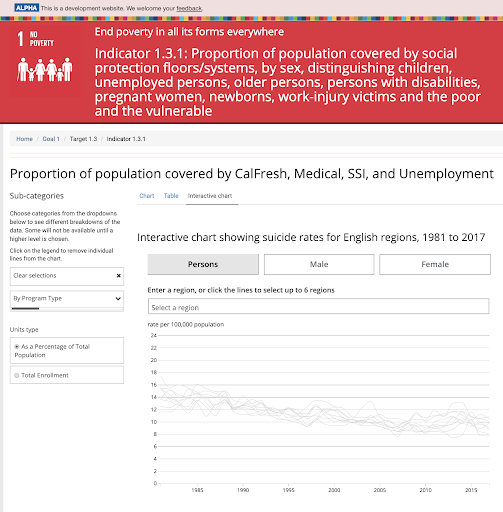 ALPHA This is a development website. We welcome your feedback.
1 NO
POVERTY
End poverty in all its forms everywhere
Indicator 1.3.1: Proportion of population covered by social
protection floors/systems, by sex, distinguishing children,
unemployed persons, older persons, persons with disabilities,
pregnant women, newborns, work-injury victims and the poor
and the vulnerable
Home / Goal 1 / Target 1.3 / Indicator 1.3.1
Proportion of population covered by CalFresh, Medical, SSI, and Unemployment
Sub-categories
Choose categories from the dropdowns
below to see different breakdowns of the
data. Some will not be available until a
higher level is chosen.
Click on the legend to remove individual
lines from the chart.
Clear selections ×
By Program Type
Units type
As a Percentage of Total
Population
Total Enrollment
Chart Table Interactive chart
Interactive chart showing suicide rates for English regions, 1981 to 2017
Persons Male Female
Enter a region, or click the lines to select up to 6 regions
Select a region
rate per 100,000 population
24
22
20
18
16
14
12
10
8
6
4
2
0
1985 1990 1995 2000 2005 2010 2015